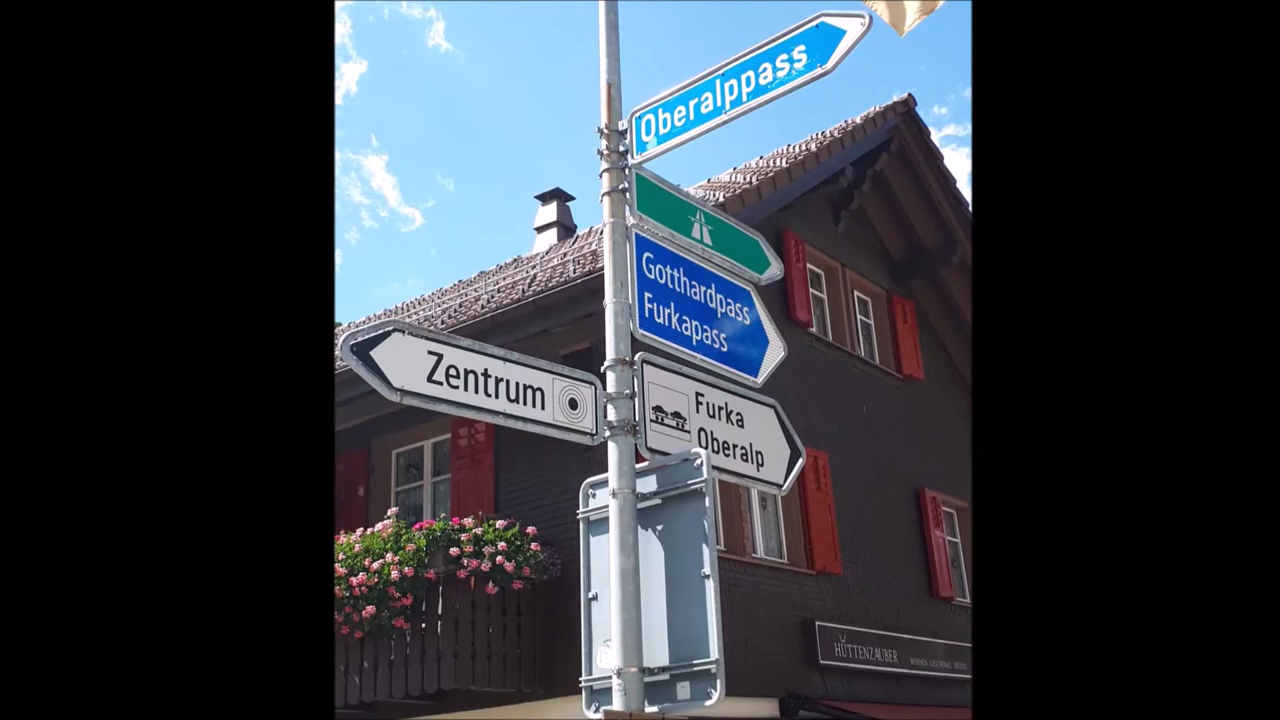 Oberalppass
Gotthardpass
Furkapass
Zentrum
Furka
Oberalp
HÜTTENZAUBER